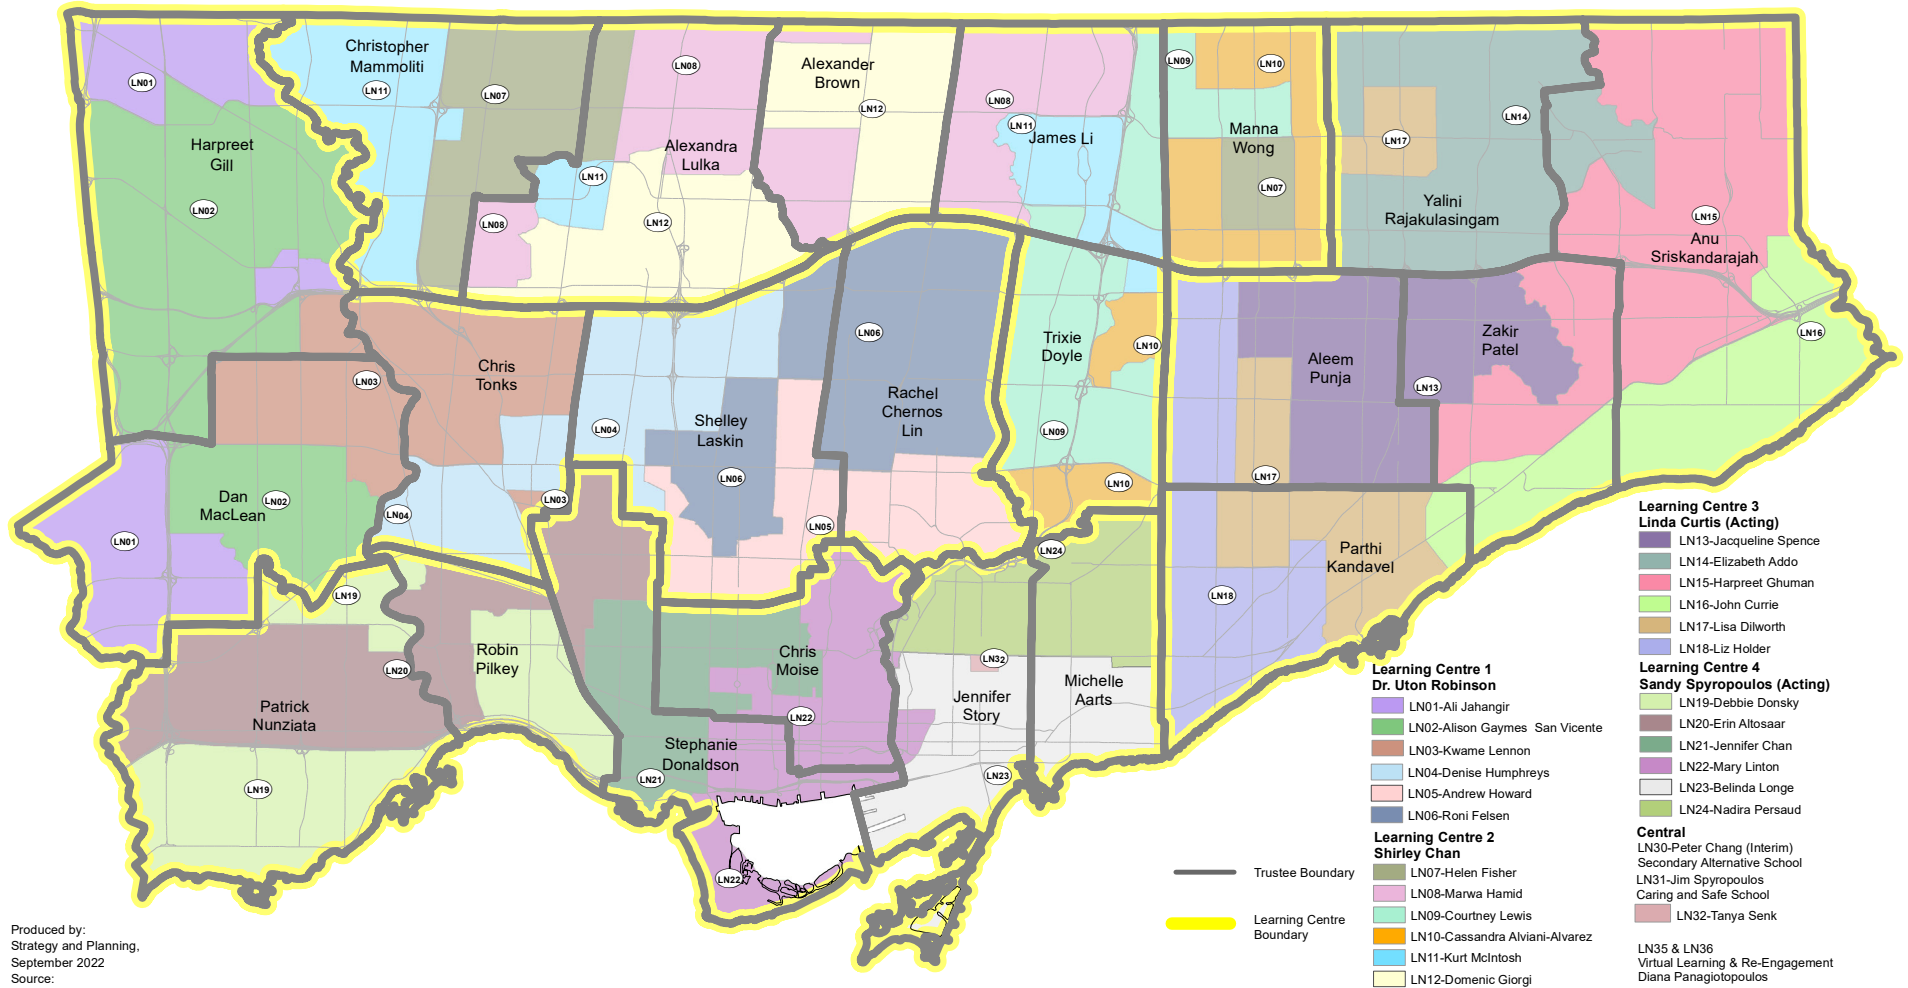 LN01
Christopher
Mammoliti
LN11
LN07
LN08
Alexander
Brown
LN12
LN08
LN11
James Li
LN09
LN10
Manna
Wong
LN07
LN17
LN14
Yalini
Rajakulasingam
LN15
Anu
Sriskandarajah
Harpreet
Gill
LN02
Alexandra
Lulka
LN11
LN08
LN12
LN03
Chris
Tonks
LN04
Shelley
Laskin
LN06
LN06
Rachel
Chernos
Lin
Trixie
Doyle
LN10
LN09
LN10
Aleem
Punja
Zakir
Patel
LN13
LN16
LN17
Dan
MacLean
LN02
LN01
LN04
LN03
LN05
LN24
Parthi
Kandavel
LN18
LN19
LN20
Robin
Pilkey
Chris
Moise
LN32
Jennifer
Story
Michelle
Aarts
Patrick
Nunziata
LN22
Stephanie
Donaldson
LN21
LN19
LN23
LN22
Learning Centre 3
Linda Curtis (Acting)
LN13-Jacqueline Spence
LN14-Elizabeth Addo
LN15-Harpreet Ghuman
LN16-John Currie
LN17-Lisa Dilworth
LN18-Liz Holder
Learning Centre 1
Dr. Uton Robinson
LN01-Ali Jahangir
LN02-Alison Gaymes San Vicente
LN03-Kwame Lennon
LN04-Denise Humphreys
LN05-Andrew Howard
LN06-Roni Felsen
Learning Centre 4
Sandy Spyropoulos (Acting)
LN19-Debbie Donsky
LN20-Erin Altosaar
LN21-Jennifer Chan
LN22-Mary Linton
LN23-Belinda Longe
LN24-Nadira Persaud
Learning Centre 2
Shirley Chan
LN07-Helen Fisher
LN08-Marwa Hamid
LN09-Courtney Lewis
LN10-Cassandra Alviani-Alvarez
LN11-Kurt McIntosh
LN12-Domenic Giorgi
Central
LN30-Peter Chang (Interim)
Secondary Alternative School
LN31-Jim Spyropoulos
Caring and Safe School
LN32-Tanya Senk
LN35 & LN36
Virtual Learning & Re-Engagement
Diana Panagiotopoulos
Trustee Boundary
Learning Centre
Boundary
Produced by:
Strategy and Planning,
September 2022
Source: